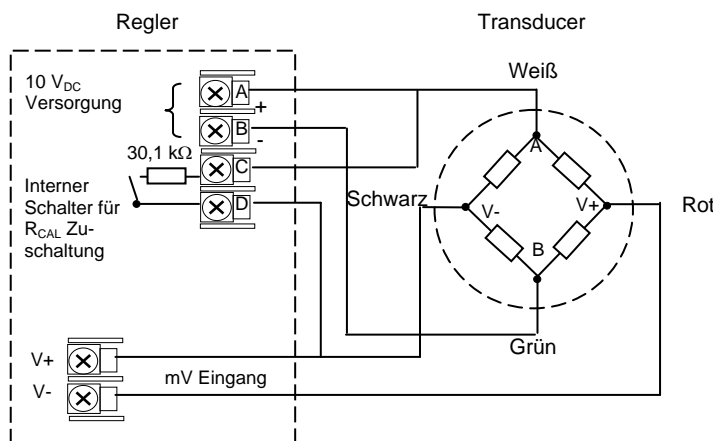 Regler
Transducer
10 VDC
Versorgung
A
+
B
-
30,1 kΩ
C
D
Interner
Schalter für
RCAL Zu-
schaltung
Weiß
A
Schwarz
V-
V+
Rot
B
Grün
V+
V-
mV Eingang